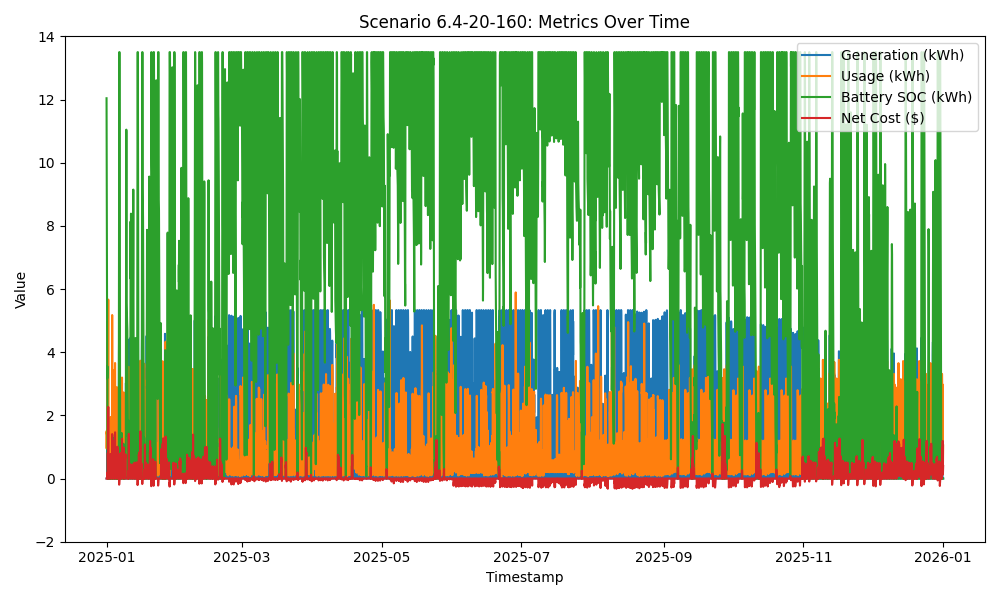 Scenario 6.4-20-160: Metrics Over Time
Generation (kWh)
Usage (kWh)
Battery SOC (kWh)
Net Cost ($)
Value
14
12
10
8
6
4
2
0
−2
2025-01
2025-03
2025-05
2025-07
2025-09
2025-11
2026-01
Timestamp